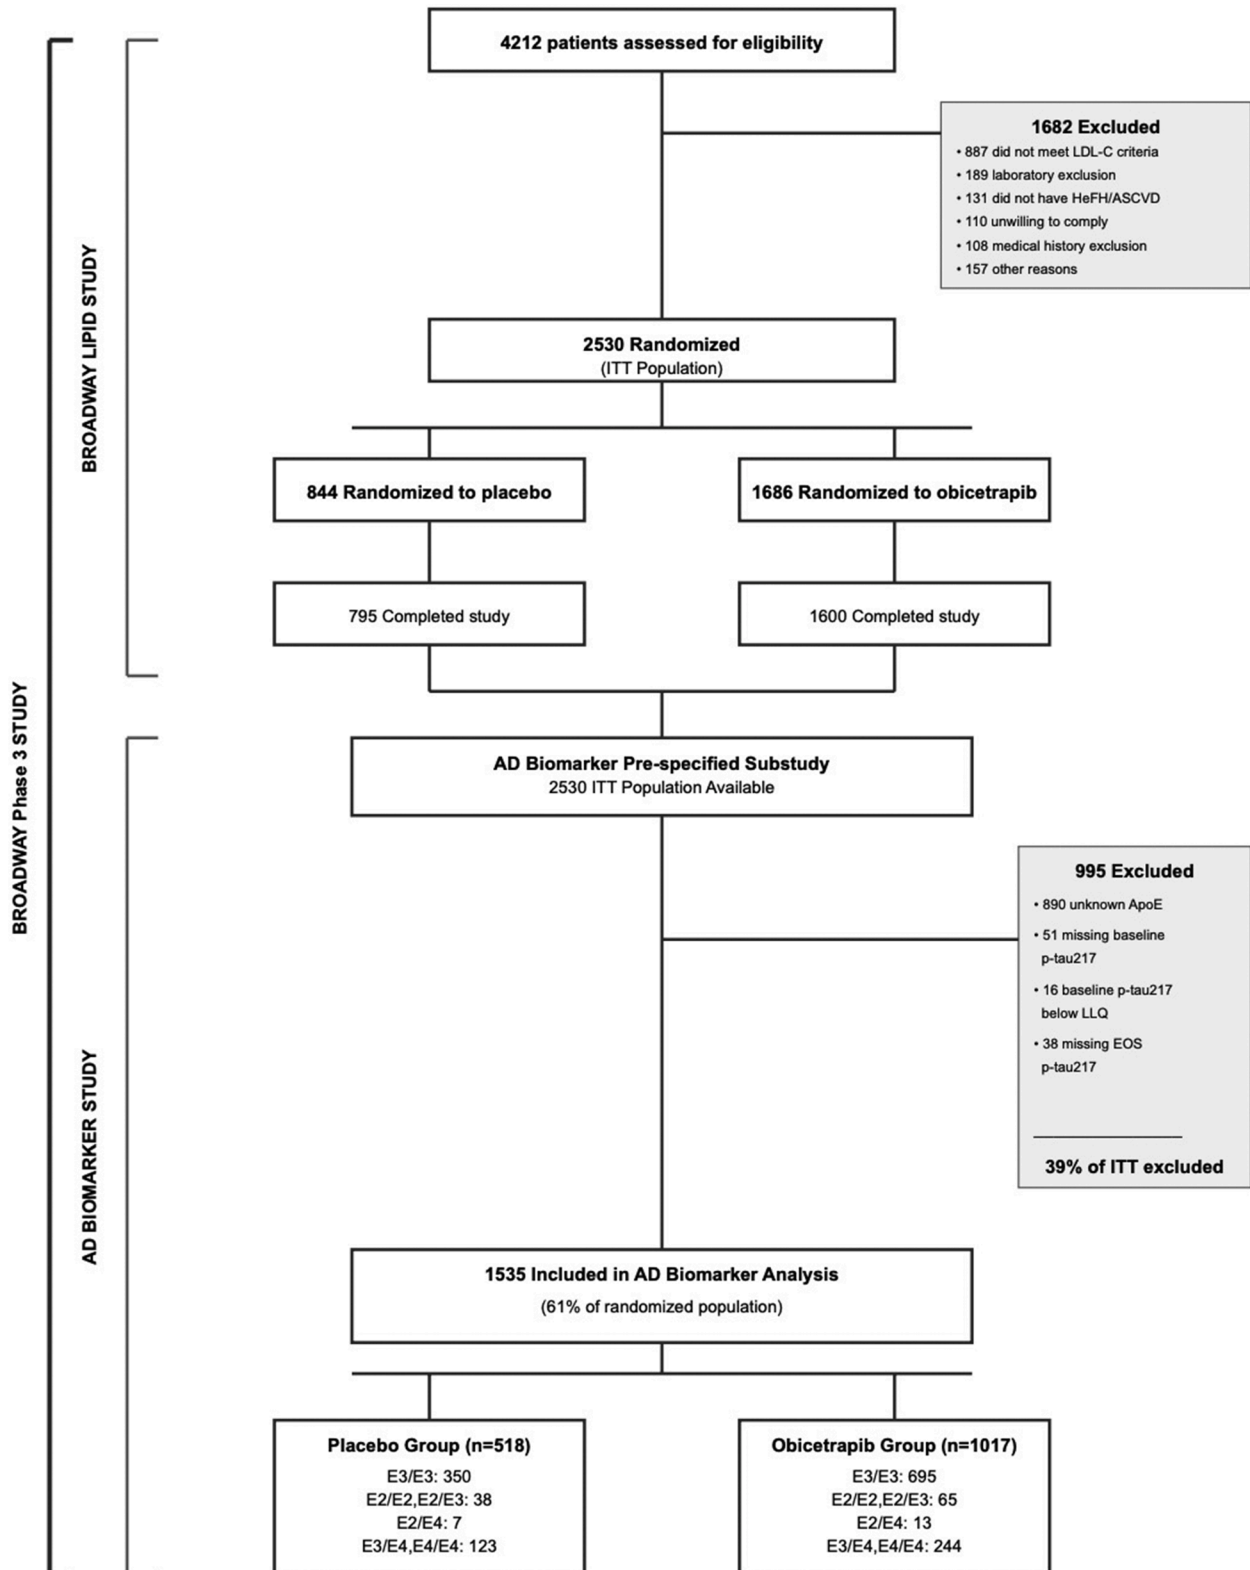 4212 patients assessed for eligibility
1682 Excluded
• 887 did not meet LDL-C criteria
• 189 laboratory exclusion
• 131 did not have HeFH/ASCVD
• 110 unwilling to comply
• 108 medical history exclusion
• 157 other reasons
BROADWAY LIPID STUDY
2530 Randomized
(ITT Population)
844 Randomized to placebo
1686 Randomized to obicetrapib
795 Completed study
1600 Completed study
BROADWAY Phase 3 STUDY
AD Biomarker Pre-specified Substudy
2530 ITT Population Available
995 Excluded
• 890 unknown ApoE
• 51 missing baseline
p-tau217
• 16 baseline p-tau217
below LLQ
• 38 missing EOS
p-tau217
39% of ITT excluded
AD BIOMARKER STUDY
1535 Included in AD Biomarker Analysis
(61% of randomized population)
Placebo Group (n=518)
E3/E3: 350
E2/E2,E2/E3: 38
E2/E4: 7
E3/E4,E4/E4: 123
Obicetrapib Group (n=1017)
E3/E3: 695
E2/E2,E2/E3: 65
E2/E4: 13
E3/E4,E4/E4: 244